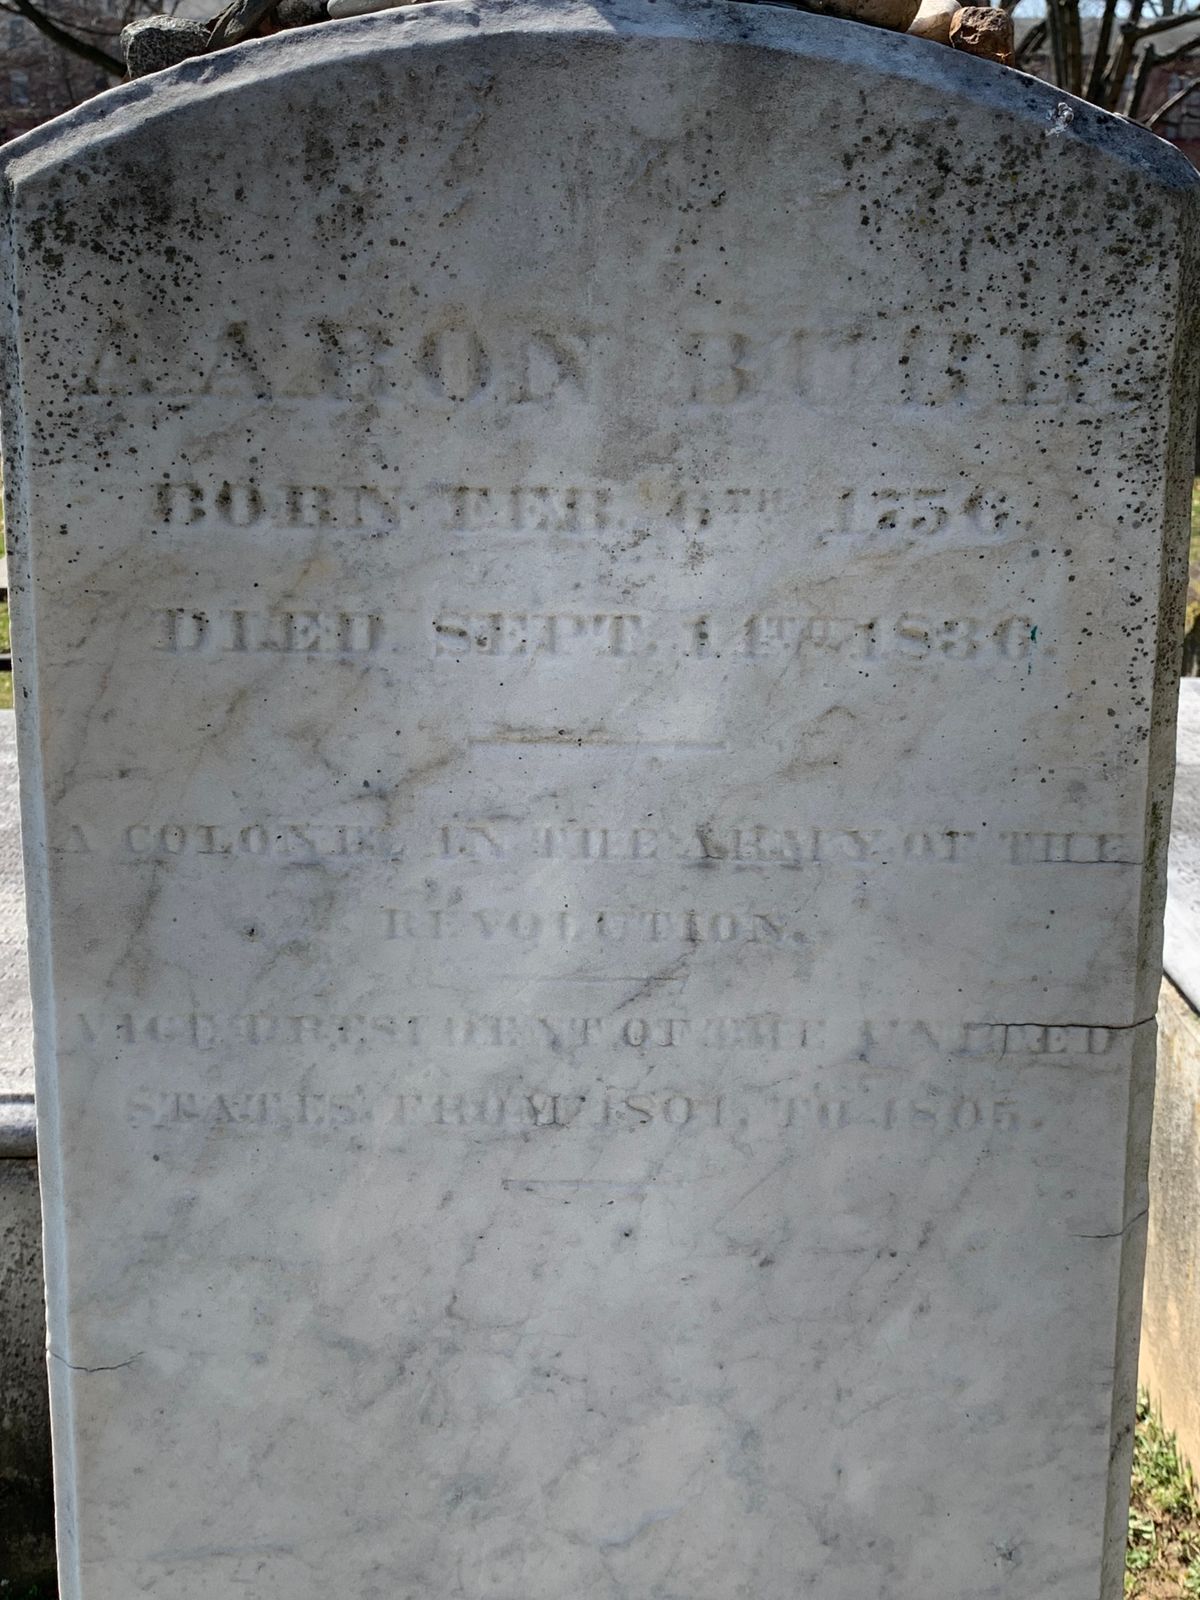 AARON BURR
BORN FEB. 6TH 1756.
DIED SEPT. 14TH 1836.
A COLONEL IN THE ARMY OF THE
REVOLUTION.
VICE PRESIDENT OF THE UNITED
STATES FROM 1801, TO 1805.